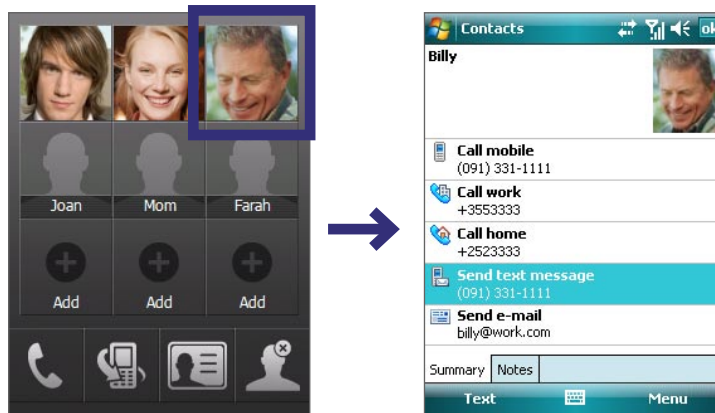 Joan Mom Farah
Add Add Add
Contacts ok
Billy
Call mobile
(091) 331-1111
Call work
+3553333
Call home
+2523333
Send text message
(091) 331-1111
Send e-mail
billy@work.com
Summary Notes
Text Menu